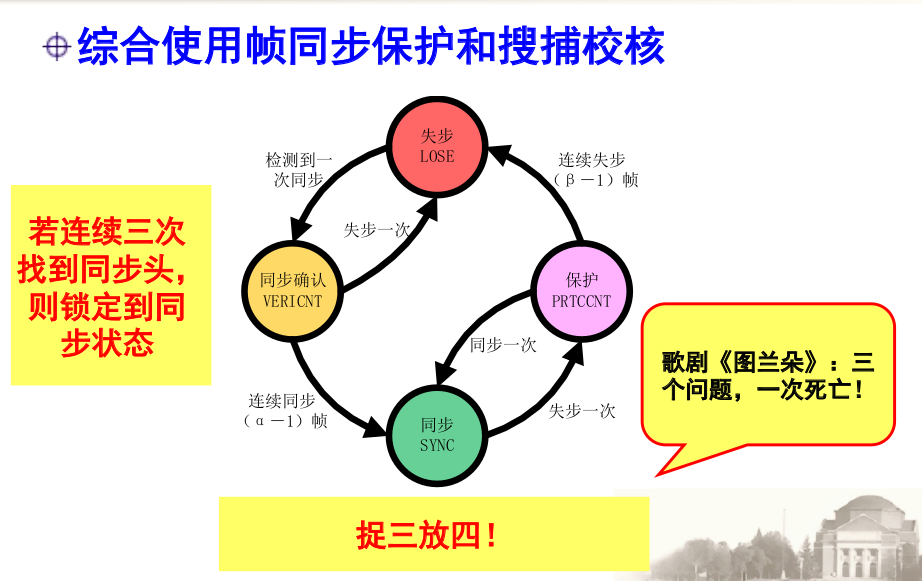 综合使用帧同步保护和搜捕校核
失步
LOSE
检测到一
次同步
连续失步
（β－1）帧
失步一次
若连续三次
找到同步头，
则锁定到同
步状态
同步确认
VERICNT
保护
PRTCCNT
同步一次
歌剧《图兰朵》：三
个问题，一次死亡！
连续同步
（α－1）帧
同步
SYNC
失步一次
捉三放四！